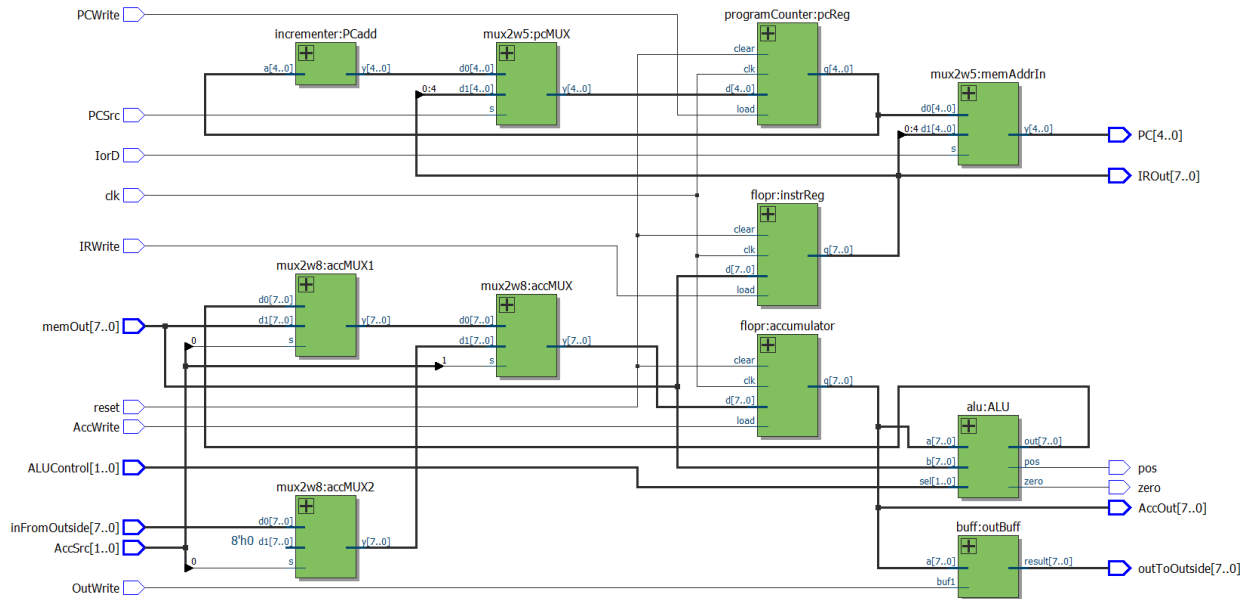 PCWrite
PCSrc
IorD
clk
IRWrite
memOut[7..0]
reset
AccWrite
ALUControl[1..0]
inFromOutside[7..0]
AccSrc[1..0]
OutWrite
incrementer:PCadd
a[4..0] y[4..0]
mux2w5:pcMUX
d0[4..0]
0:4 d1[4..0] y[4..0]
s
programCounter:pcReg
clear
clk q[4..0]
d[4..0]
load
mux2w5:memAddrIn
d0[4..0]
0:4 d1[4..0] y[4..0]
s
flopr:instrReg
clear
clk q[7..0]
d[7..0]
load
mux2w8:accMUX1
d0[7..0]
d1[7..0] y[7..0]
0 s
mux2w8:accMUX
d0[7..0]
d1[7..0] y[7..0]
1 s
flopr:accumulator
clear
clk q[7..0]
d[7..0]
load
alu:ALU
a[7..0] out[7..0]
b[7..0] pos
sel[1..0] zero
mux2w8:accMUX2
d0[7..0]
8'h0 d1[7..0] y[7..0]
0 s
buff:outBuff
a[7..0] result[7..0]
buf1
PC[4..0]
IROut[7..0]
pos
zero
AccOut[7..0]
outToOutside[7..0]